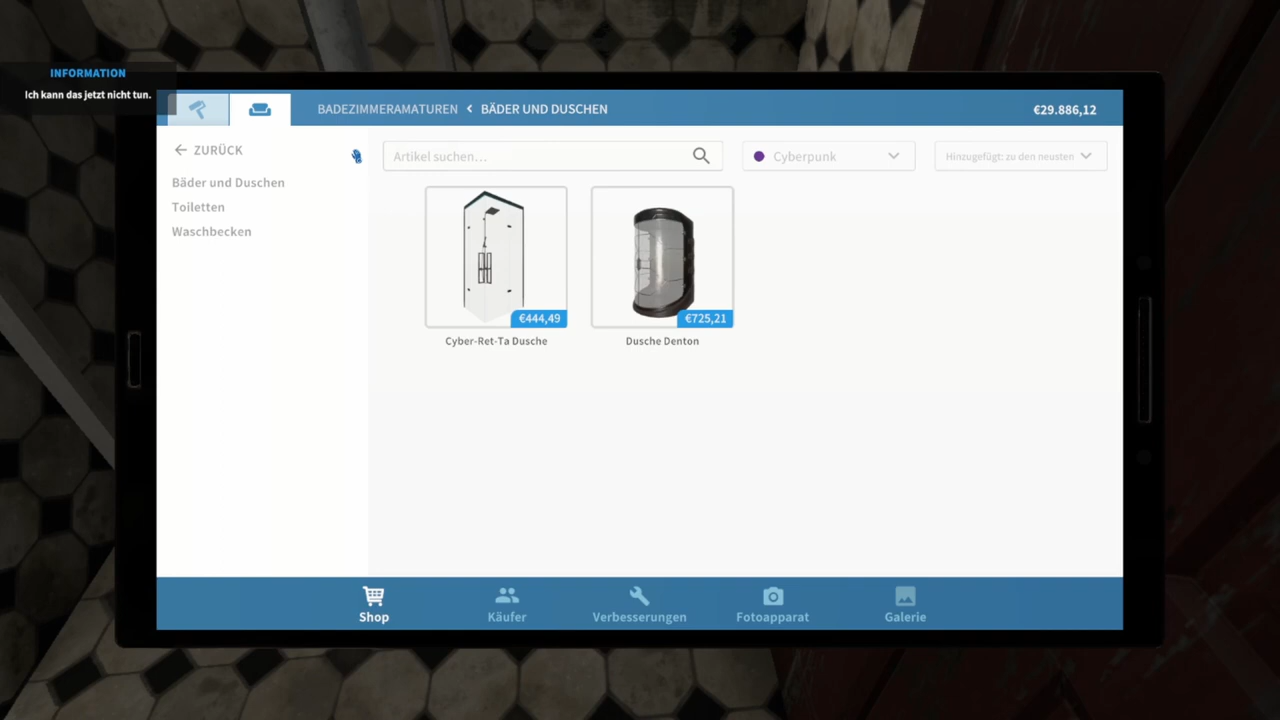 INFORMATION
Ich kann das jetzt nicht tun.
BADEZIMMERAMATUREN < BÄDER UND DUSCHEN
€29.886,12
ZURÜCK
Artikel suchen...
Cyberpunk
Hinzugefügt: zu den neusten
Bäder und Duschen
Toiletten
Waschbecken
€444,49
€725,21
Cyber-Ret-Ta Dusche
Dusche Denton
Shop
Käufer
Verbesserungen
Fotoapparat
Galerie